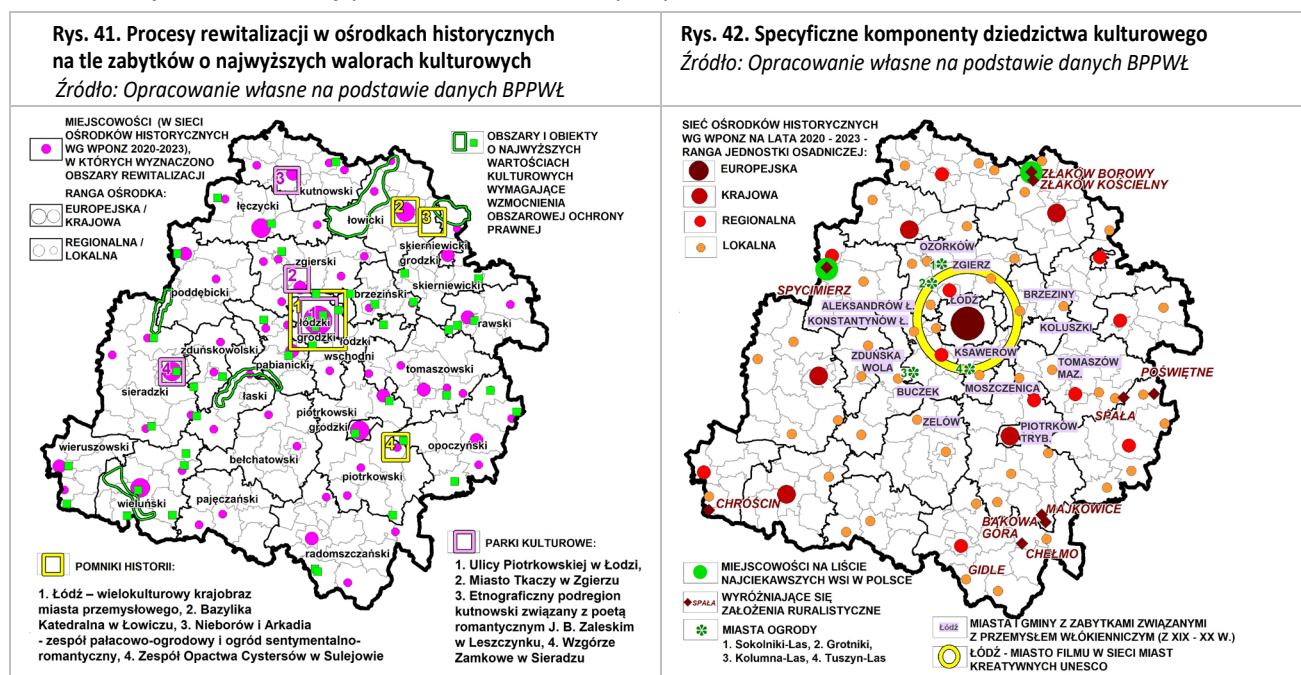 Rys. 41. Procesy rewitalizacji w ośrodkach historycznych
na tle zabytków o najwyższych walorach kulturowych
Źródło: Opracowanie własne na podstawie danych BPPWŁ
MIEJSCOWOŚCI (W SIECI
OŚRODKÓW HISTORYCZNYCH
WG WPONZ 2020-2023),
W KTÓRYCH WYZNACZONO
OBSZARY REWITALIZACJI
RANGA OŚRODKA:
EUROPEJSKA /
KRAJOWA
REGIONALNA /
LOKALNA
OBSZARY I OBIEKTY
O NAJWYŻSZYCH
WARTOŚCIACH
KULTUROWYCH
WYMAGAJĄCE
WZMOCNIENIA
OBSZAROWEJ OCHRONY
PRAWNEJ
3
kutnowski
łęczycki
2
łowicki
3
skierniewicki
grodzki
zgierski
2
skierniewicki
poddębicki
brzeziński
1
łódzki
grodzki
rawski
łódzki
wschodni
zduńskowolski
pabianicki
4
sieradzki
tomaszowski
łaski
piotrkowski
grodzki
4
opoczyński
wieruszowski
bełchatowski
piotrkowski
wieluński
pajęczański
radomszczański
POMNIKI HISTORII:
1. Łódź – wielokulturowy krajobraz
miasta przemysłowego, 2. Bazylika
Katedralna w Łowiczu, 3. Nieborów i Arkadia
- zespół pałacowo-ogrodowy i ogród sentymentalno-
romantyczny, 4. Zespół Opactwa Cystersów w Sulejowie
PARKI KULTUROWE:
1. Ulicy Piotrkowskiej w Łodzi,
2. Miasto Tkaczy w Zgierzu
3. Etnograficzny podregion
kutnowski związany z poetą
romantycznym J. B. Zaleskim
w Leszczynku, 4. Wzgórze
Zamkowe w Sieradzu
Rys. 42. Specyficzne komponenty dziedzictwa kulturowego
Źródło: Opracowanie własne na podstawie danych BPPWŁ
SIEĆ OŚRODKÓW HISTORYCZNYCH
WG WPONZ NA LATA 2020 - 2023 -
RANGA JEDNOSTKI OSADNICZEJ:
EUROPEJSKA
KRAJOWA
REGIONALNA
LOKALNA
ZŁAKÓW BOROWY
ZŁAKÓW KOŚCIELNY
OZORKÓW
1
ZGIERZ
2
SPYCIMIERZ
ALEKSANDRÓW Ł.
ŁÓDŹ
BRZEZINY
KONSTANTYNÓW Ł.
KOLUSZKI
KSAWERÓW
ZDUŃSKA
WOLA
3
4
TOMASZÓW
MAZ.
POŚWIĘTNE
BUCZEK
MOSZCZENICA
SPAŁA
ZELÓW
PIOTRKÓW
TRYB.
CHRÓŚCIN
MAJKOWICE
BĄKOWA
GÓRA
CHEŁMO
GIDLE
MIEJSCOWOŚCI NA LIŚCIE
NAJCIEKAWSZYCH WSI W POLSCE
SPAŁA
WYRÓŻNIAJĄCE SIĘ
ZAŁOŻENIA RURALISTYCZNE
MIASTA OGRODY
1. Sokolniki-Las, 2. Grotniki,
3. Kolumna-Las, 4. Tuszyn-Las
Łódź
MIASTA I GMINY Z ZABYTKAMI ZWIĄZANYMI
Z PRZEMYSŁEM WŁÓKIENNICZYM (Z XIX - XX W.)
ŁÓDŹ - MIASTO FILMU W SIECI MIAST
KREATYWNYCH UNESCO